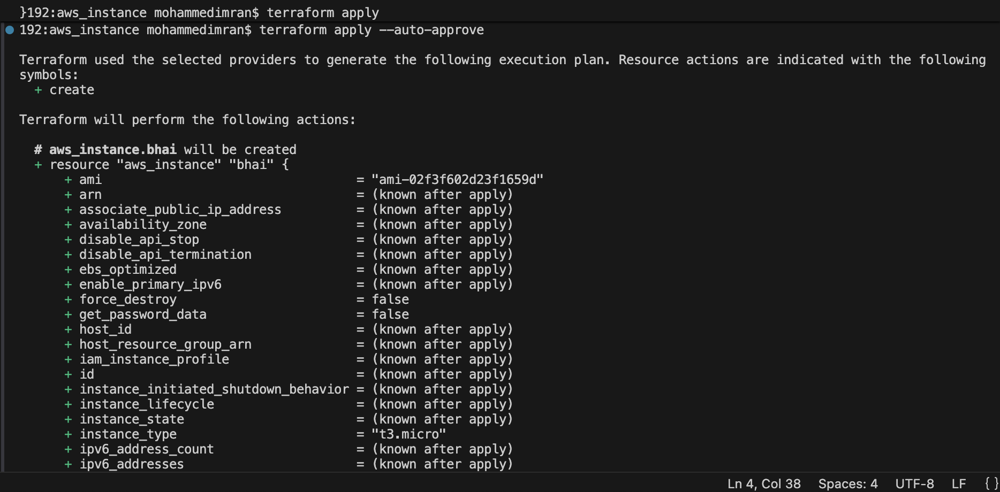 }192:aws_instance mohammedimran$ terraform apply
192:aws_instance mohammedimran$ terraform apply --auto-approve
Terraform used the selected providers to generate the following execution plan. Resource actions are indicated with the following
symbols:
+ create
Terraform will perform the following actions:
# aws_instance.bhai will be created
+ resource "aws_instance" "bhai" {
+ ami = "ami-02f3f602d23f1659d"
+ arn = (known after apply)
+ associate_public_ip_address = (known after apply)
+ availability_zone = (known after apply)
+ disable_api_stop = (known after apply)
+ disable_api_termination = (known after apply)
+ ebs_optimized = (known after apply)
+ enable_primary_ipv6 = (known after apply)
+ force_destroy = false
+ get_password_data = false
+ host_id = (known after apply)
+ host_resource_group_arn = (known after apply)
+ iam_instance_profile = (known after apply)
+ id = (known after apply)
+ instance_initiated_shutdown_behavior = (known after apply)
+ instance_lifecycle = (known after apply)
+ instance_state = (known after apply)
+ instance_type = "t3.micro"
+ ipv6_address_count = (known after apply)
+ ipv6_addresses = (known after apply)
Ln 4, Col 38 Spaces: 4 UTF-8 LF {}